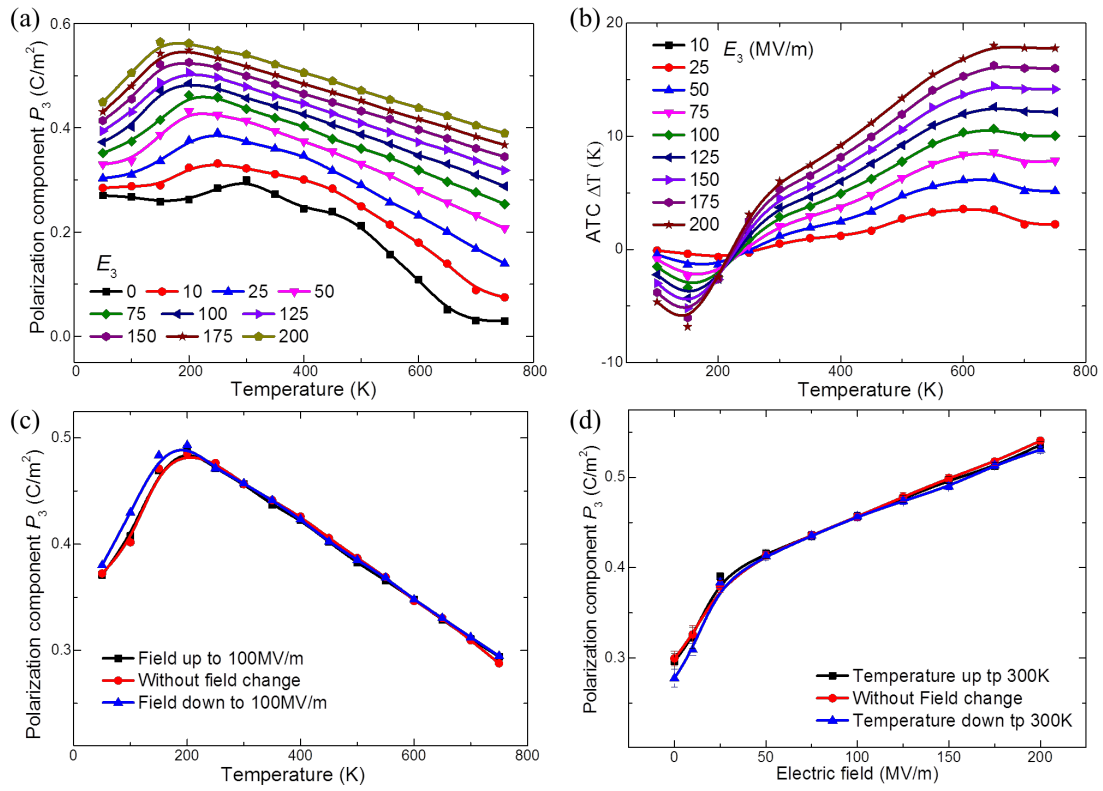 (a)
Polarization component P₃ (C/m²)
0.6
0.4
0.2
0.0
E₃
0 10 25 50
75 100 125
150 175 200
0 200 400 600 800
Temperature (K)
(b)
ATC ΔT (K)
20
10
0
-10
E₃ (MV/m)
10
25
50
75
100
125
150
175
200
200 400 600 800
Temperature (K)
(c)
Polarization component P₃ (C/m²)
0.5
0.4
0.3
Field up to 100MV/m
Without field change
Field down to 100MV/m
0 200 400 600 800
Temperature (K)
(d)
Polarization component P₃ (C/m²)
0.5
0.4
0.3
Temperature up tp 300K
Without Field change
Temperature down tp 300K
0 25 50 75 100 125 150 175 200
Electric field (MV/m)